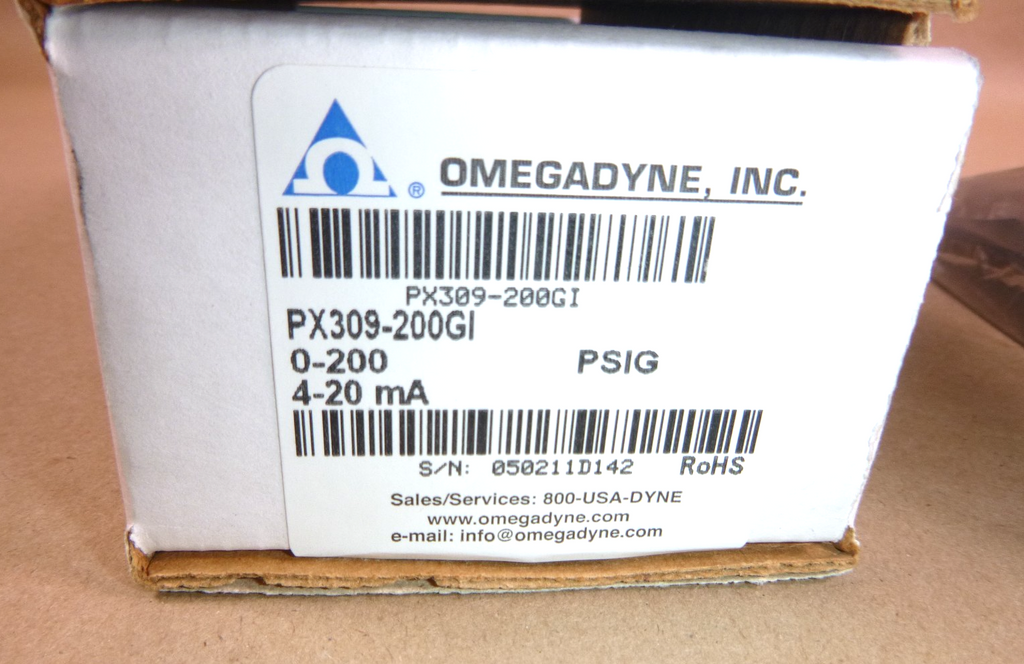 ®
OMEGADYNE, INC.
PX309-200GI
PX309-200GI
0-200 PSIG
4-20 mA
S/N: 050211D142 RoHS
Sales/Services: 800-USA-DYNE
www.omegadyne.com
e-mail: info@omegadyne.com